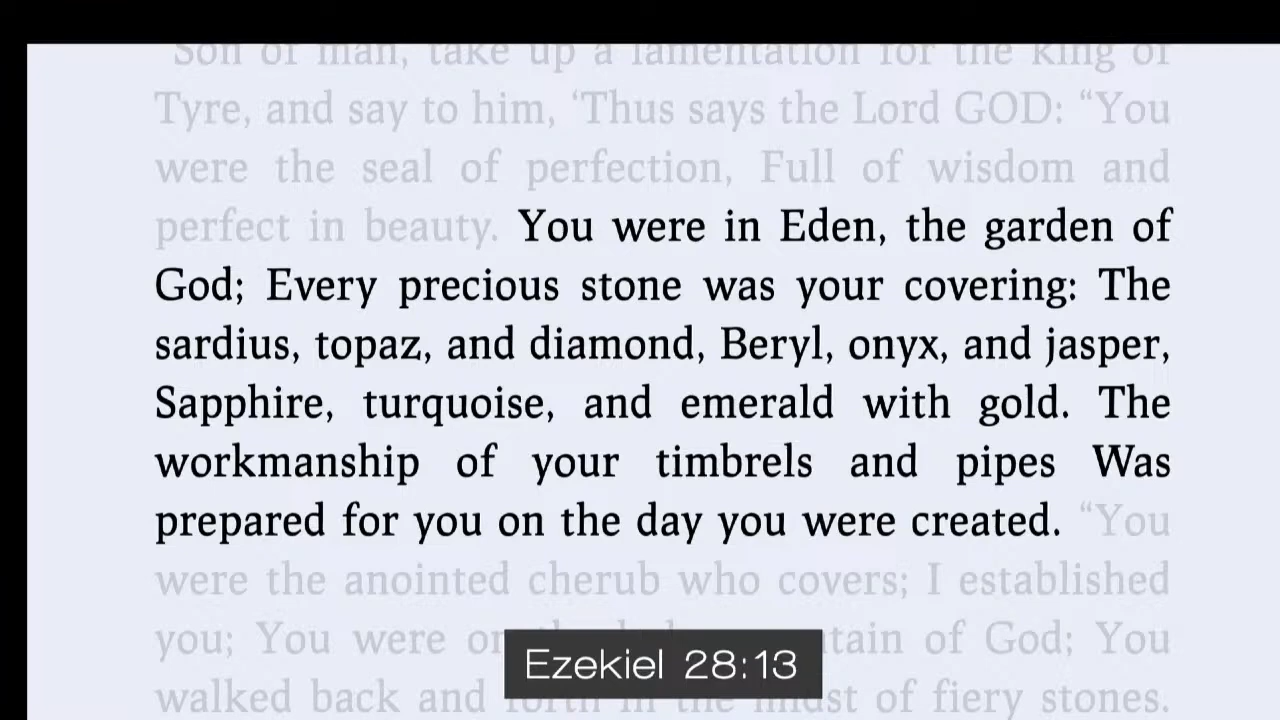 "Son of man, take up a lamentation for the king of
Tyre, and say to him, ‘Thus says the Lord GOD: “You
were the seal of perfection, Full of wisdom and
perfect in beauty. You were in Eden, the garden of
God; Every precious stone was your covering: The
sardius, topaz, and diamond, Beryl, onyx, and jasper,
Sapphire, turquoise, and emerald with gold. The
workmanship of your timbrels and pipes Was
prepared for you on the day you were created. “You
were the anointed cherub who covers; I established
you; You were on the of God; You
walked back and forth in the midst of fiery stones.
Ezekiel 28:13